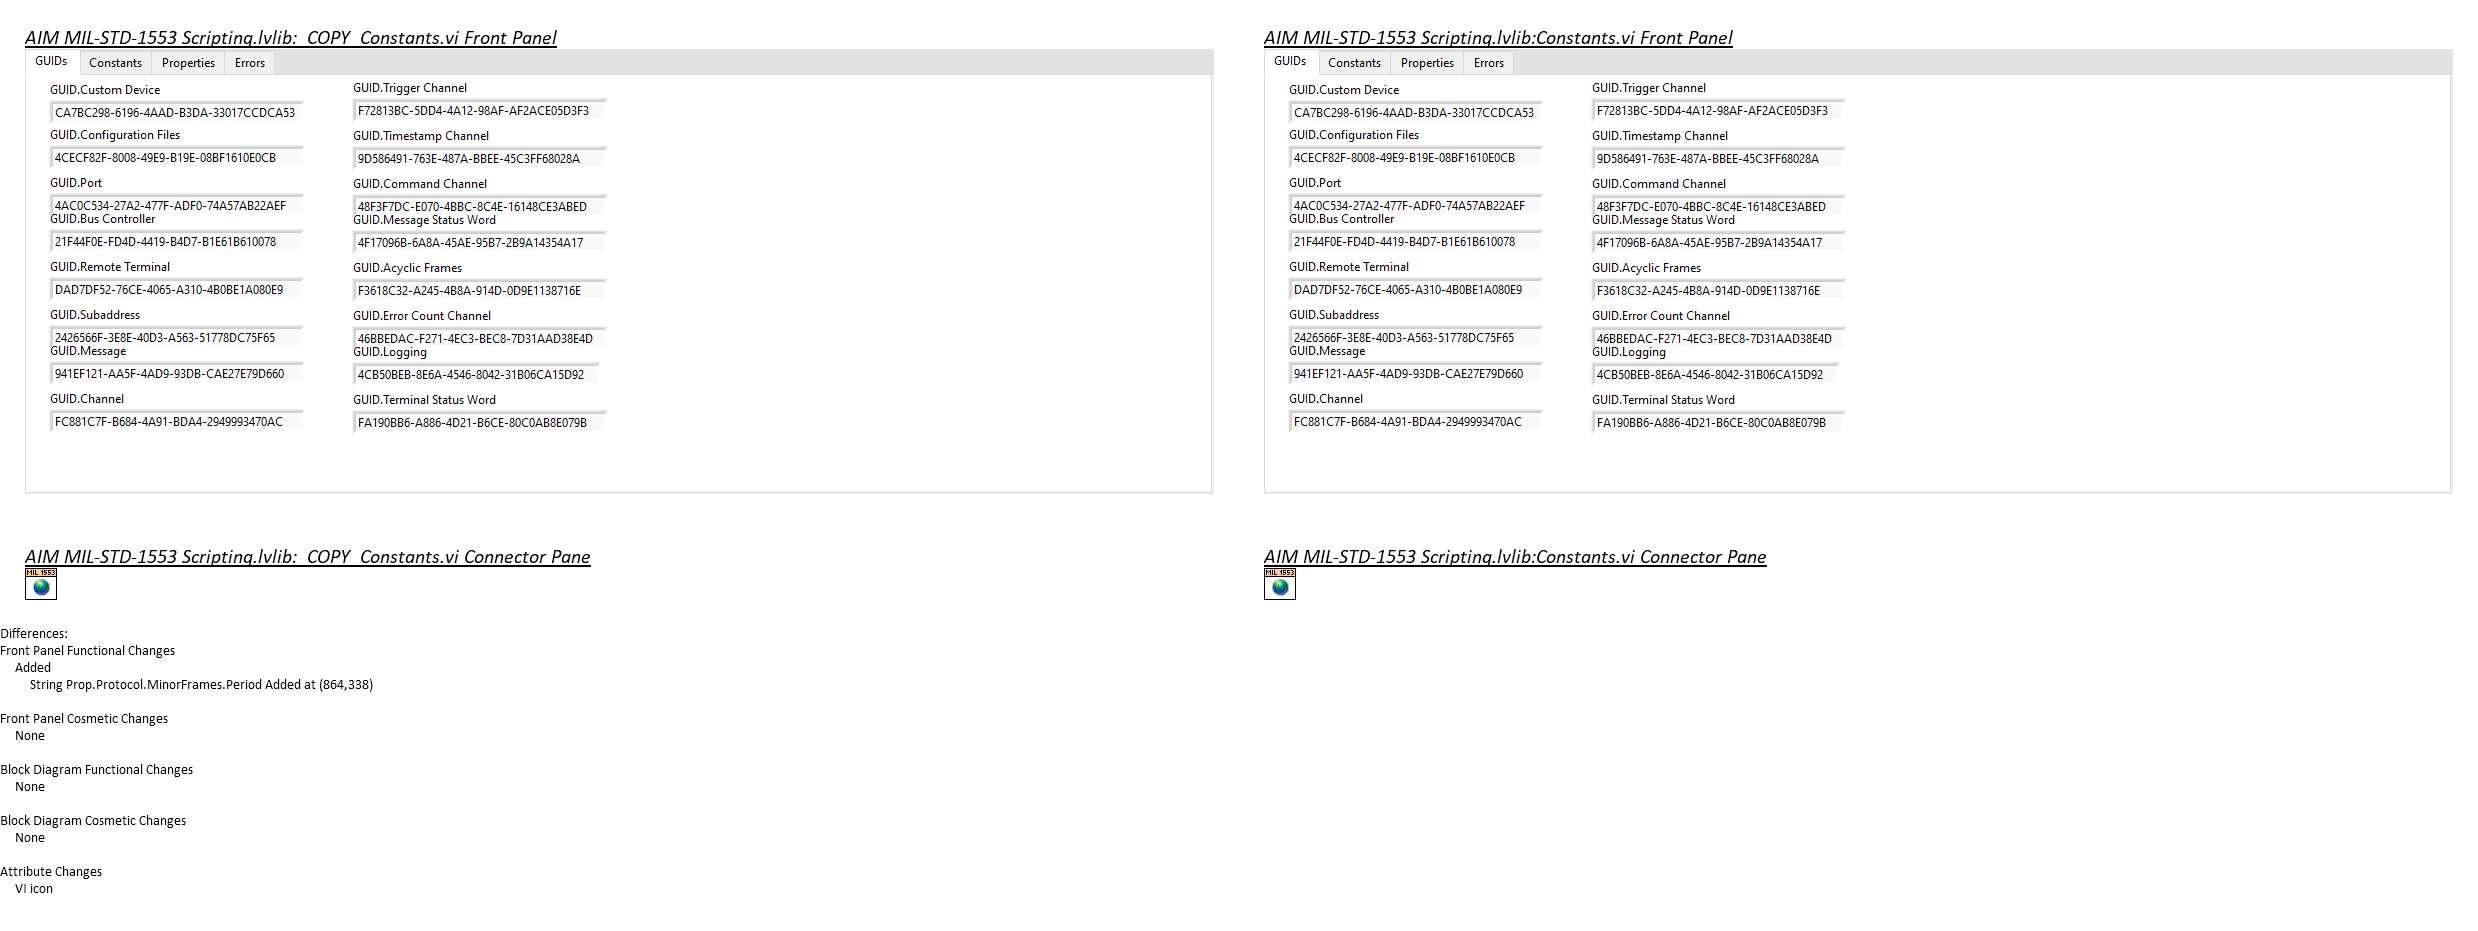 AIM MIL-STD-1553 Scripting.lvlib:_COPY_Constants.vi Front Panel
GUIDs Constants Properties Errors
GUID.Custom Device
CA7BC298-6196-4AAD-B3DA-33017CCDCA53
GUID.Configuration Files
4CECF82F-8008-49E9-B19E-08BF1610E0CB
GUID.Port
4AC0C534-27A2-477F-ADF0-74A57AB22AEF
GUID.Bus Controller
21F44F0E-FD4D-4419-B4D7-B1E61B610078
GUID.Remote Terminal
DAD7DF52-76CE-4065-A310-4B0BE1A080E9
GUID.Subaddress
2426566F-3E8E-40D3-A563-51778DC75F65
GUID.Message
941EF121-AA5F-4AD9-93DB-CAE27E79D660
GUID.Channel
FC881C7F-B684-4A91-BDA4-2949993470AC
GUID.Trigger Channel
F72813BC-5DD4-4A12-98AF-AF2ACE05D3F3
GUID.Timestamp Channel
9D586491-763E-487A-BBEE-45C3FF68028A
GUID.Command Channel
48F3F7DC-E070-4BBC-8C4E-16148CE3ABED
GUID.Message Status Word
4F17096B-6A8A-45AE-95B7-2B9A14354A17
GUID.Acyclic Frames
F3618C32-A245-4B8A-914D-0D9E1138716E
GUID.Error Count Channel
46BBEDAC-F271-4EC3-BEC8-7D31AAD38E4D
GUID.Logging
4CB50BEB-8E6A-4546-8042-31B06CA15D92
GUID.Terminal Status Word
FA190BB6-A886-4D21-B6CE-80C0AB8E079B
AIM MIL-STD-1553 Scripting.lvlib:Constants.vi Front Panel
GUIDs Constants Properties Errors
GUID.Custom Device
CA7BC298-6196-4AAD-B3DA-33017CCDCA53
GUID.Configuration Files
4CECF82F-8008-49E9-B19E-08BF1610E0CB
GUID.Port
4AC0C534-27A2-477F-ADF0-74A57AB22AEF
GUID.Bus Controller
21F44F0E-FD4D-4419-B4D7-B1E61B610078
GUID.Remote Terminal
DAD7DF52-76CE-4065-A310-4B0BE1A080E9
GUID.Subaddress
2426566F-3E8E-40D3-A563-51778DC75F65
GUID.Message
941EF121-AA5F-4AD9-93DB-CAE27E79D660
GUID.Channel
FC881C7F-B684-4A91-BDA4-2949993470AC
GUID.Trigger Channel
F72813BC-5DD4-4A12-98AF-AF2ACE05D3F3
GUID.Timestamp Channel
9D586491-763E-487A-BBEE-45C3FF68028A
GUID.Command Channel
48F3F7DC-E070-4BBC-8C4E-16148CE3ABED
GUID.Message Status Word
4F17096B-6A8A-45AE-95B7-2B9A14354A17
GUID.Acyclic Frames
F3618C32-A245-4B8A-914D-0D9E1138716E
GUID.Error Count Channel
46BBEDAC-F271-4EC3-BEC8-7D31AAD38E4D
GUID.Logging
4CB50BEB-8E6A-4546-8042-31B06CA15D92
GUID.Terminal Status Word
FA190BB6-A886-4D21-B6CE-80C0AB8E079B
AIM MIL-STD-1553 Scripting.lvlib:_COPY_Constants.vi Connector Pane
MIL 1553
AIM MIL-STD-1553 Scripting.lvlib:Constants.vi Connector Pane
MIL 1553
Differences:
Front Panel Functional Changes
Added
String Prop.Protocol.MinorFrames.Period Added at (864,338)
Front Panel Cosmetic Changes
None
Block Diagram Functional Changes
None
Block Diagram Cosmetic Changes
None
Attribute Changes
VI icon